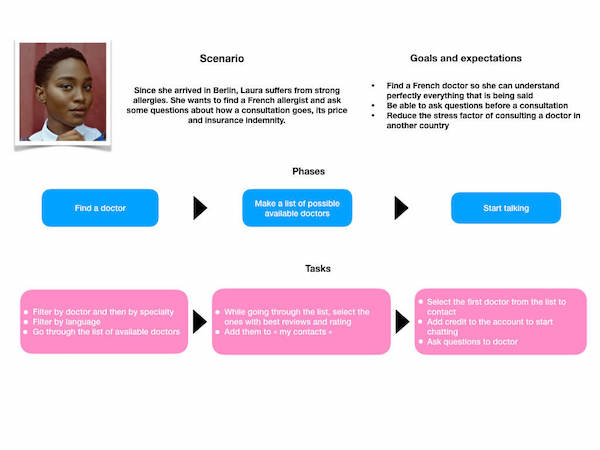 Scenario
Since she arrived in Berlin, Laura suffers from strong
allergies. She wants to find a French allergist and ask
some questions about how a consultation goes, its price
and insurance indemnity.
Goals and expectations
• Find a French doctor so she can understand
perfectly everything that is being said
• Be able to ask questions before a consultation
• Reduce the stress factor of consulting a doctor in
another country
Phases
Find a doctor
Make a list of possible
available doctors
Start talking
Tasks
• Filter by doctor and then by specialty
• Filter by language
• Go through the list of available doctors
• While going through the list, select the
ones with best reviews and rating
• Add them to « my contacts «
• Select the first doctor from the list to
contact
• Add credit to the account to start
chatting
• Ask questions to doctor